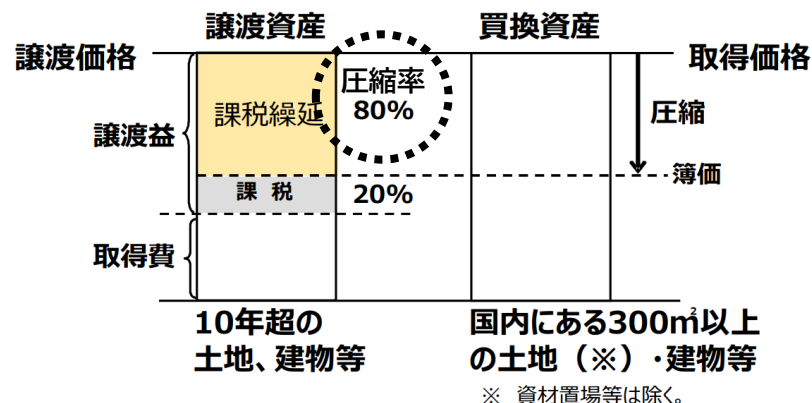 譲渡資産
買換資産
譲渡価格
取得価格
圧縮率
80%
課税繰延
圧縮
譲渡益
簿価
課 税
20%
取得費
10年超の
土地、建物等
国内にある300㎡以上
の土地（※）・建物等
※ 資材置場等は除く。